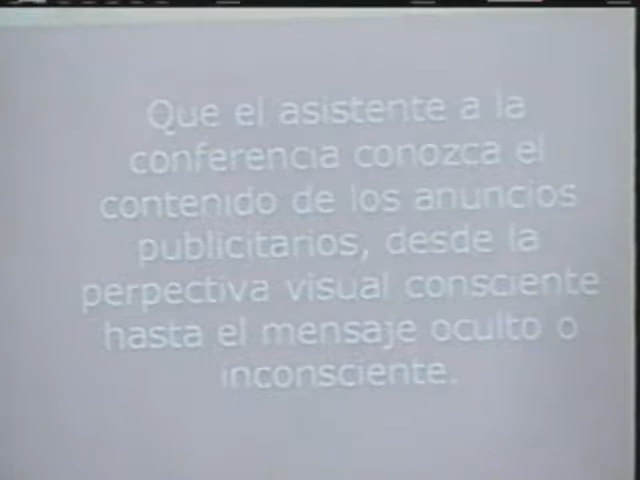 Que el asistente a la
conferencia conozca el
contenido de los anuncios
publicitarios, desde la
perpectiva visual consciente
hasta el mensaje oculto o
inconsciente.